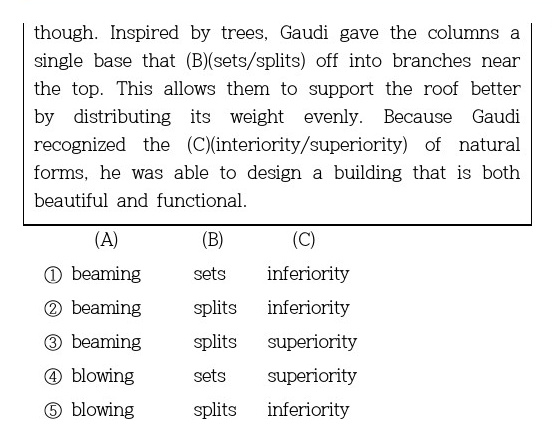 though. Inspired by trees, Gaudi gave the columns a
single base that (B)(sets/splits) off into branches near
the top. This allows them to support the roof better
by distributing its weight evenly. Because Gaudi
recognized the (C)(interiority/superiority) of natural
forms, he was able to design a building that is both
beautiful and functional.
(A) (B) (C)
① beaming sets inferiority
② beaming splits inferiority
③ beaming splits superiority
④ blowing sets superiority
⑤ blowing splits inferiority